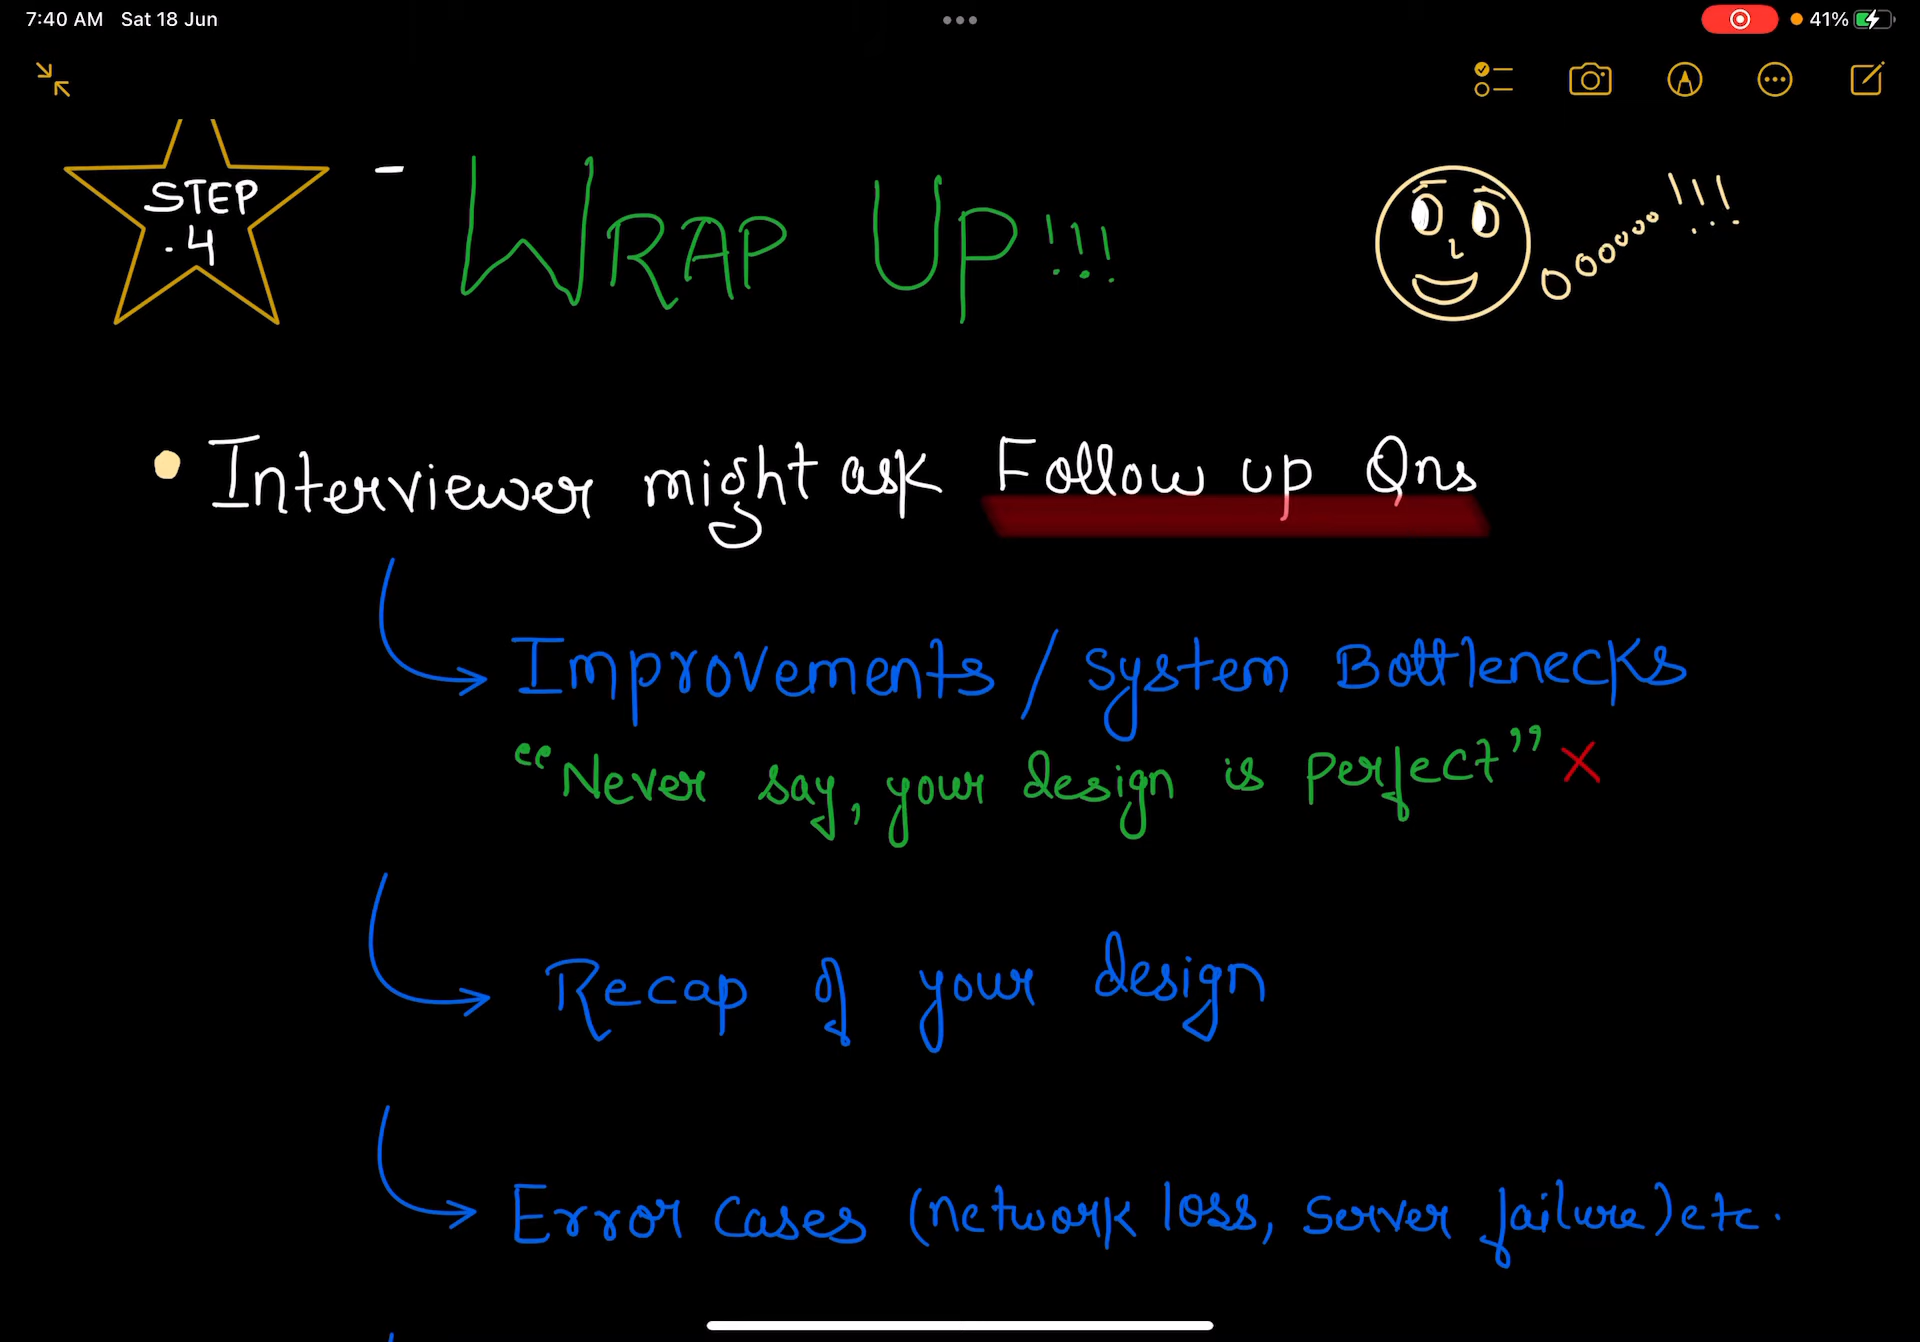 7:40 AM Sat 18 Jun
41%
STEP
.4
- WRAP UP!!!
OOOoooo!!!
• Interviewer might ask Follow up Qns
Improvements / System Bottlenecks
“Never say, your design is perfect” X
Recap of your design
Error Cases (network loss, Server failure) etc.